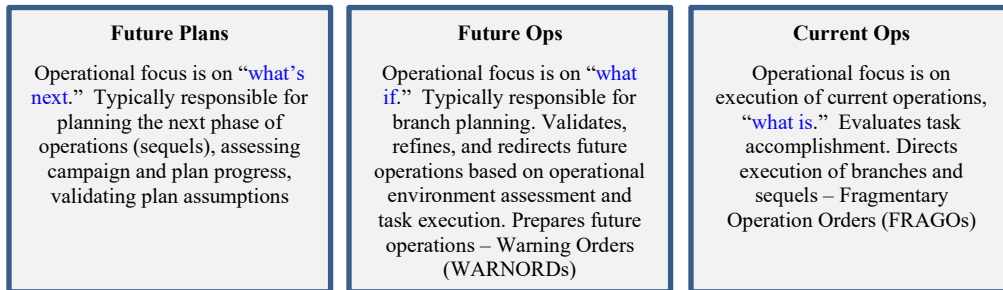 Future Plans
Operational focus is on “what’s
next.”  Typically responsible for
planning the next phase of
operations (sequels), assessing
campaign and plan progress,
validating plan assumptions
Future Ops
Operational focus is on “what
if.”  Typically responsible for
branch planning. Validates,
refines, and redirects future
operations based on operational
environment assessment and
task execution. Prepares future
operations – Warning Orders
(WARNORDs)
Current Ops
Operational focus is on
execution of current operations,
“what is.”  Evaluates task
accomplishment. Directs
execution of branches and
sequels – Fragmentary
Operation Orders (FRAGOs)